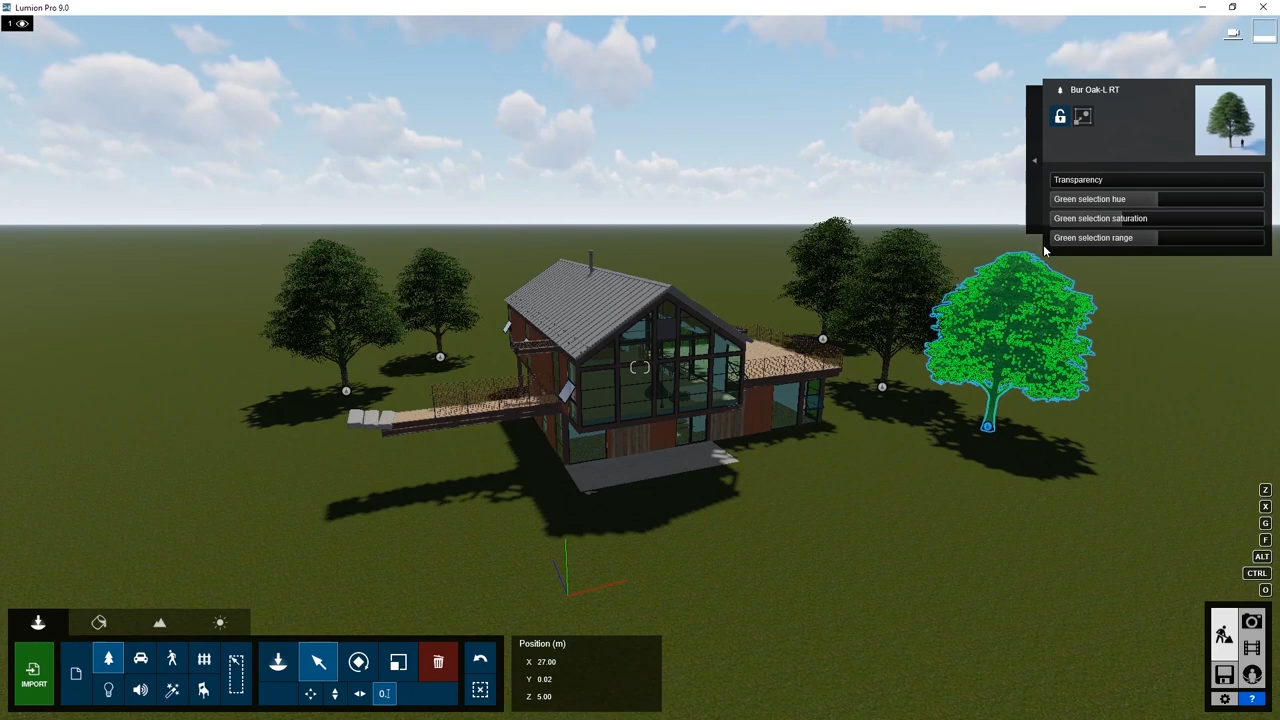 Lumion Pro 9.0
1
Bur Oak-L RT
Transparency
Green selection hue
Green selection saturation
Green selection range
Z
X
G
F
ALT
CTRL
O
IMPORT
Position (m)
X 27.00
Y 0.02
Z 5.00
?